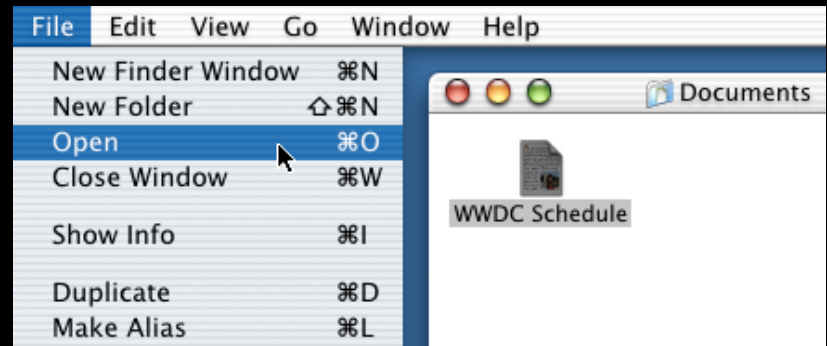 File Edit View Go Window Help
New Finder Window ⌘N
New Folder ⇧⌘N
Open ⌘O
Close Window ⌘W
Show Info ⌘I
Duplicate ⌘D
Make Alias ⌘L
Documents
WWDC Schedule